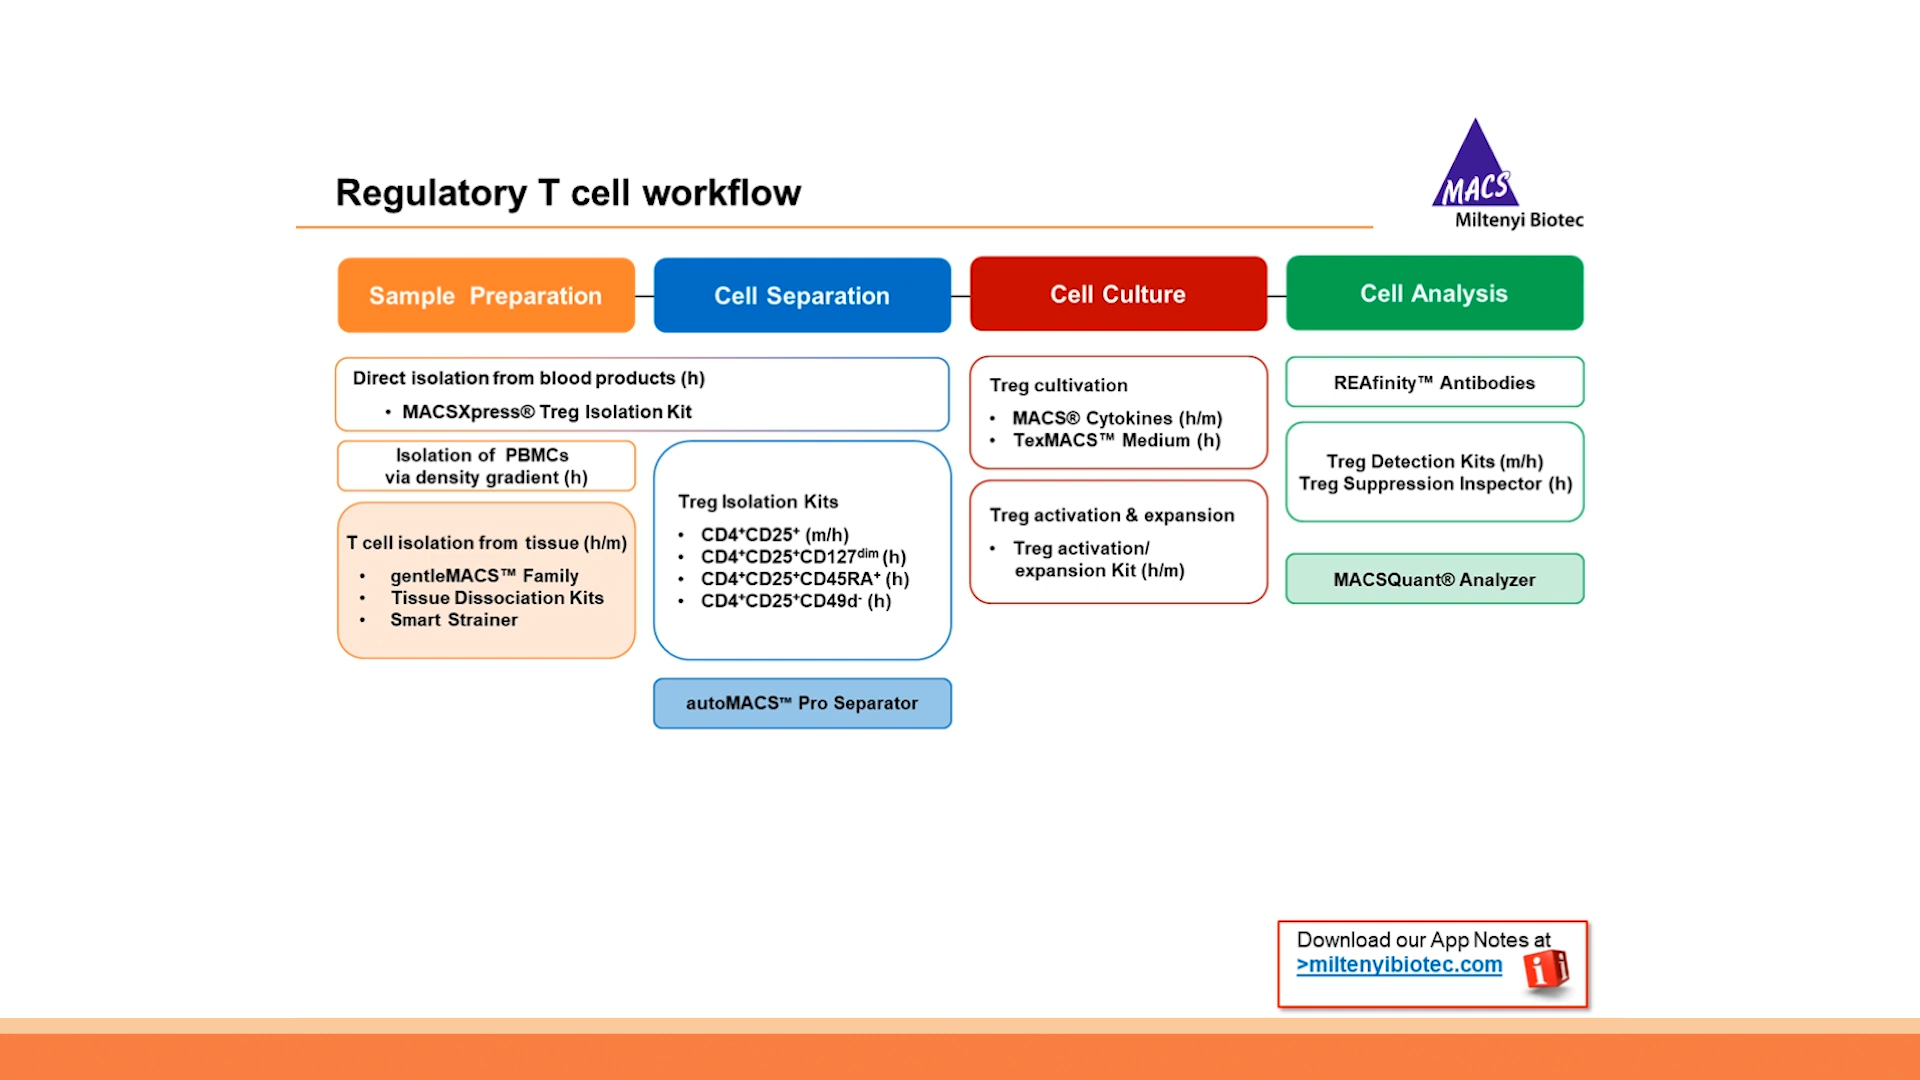 Regulatory T cell workflow
MACS
Miltenyi Biotec
Sample Preparation
Cell Separation
Cell Culture
Cell Analysis
Direct isolation from blood products (h)
• MACSXpress® Treg Isolation Kit
Isolation of PBMCs
via density gradient (h)
T cell isolation from tissue (h/m)
• gentleMACS™ Family
• Tissue Dissociation Kits
• Smart Strainer
Treg Isolation Kits
• CD4⁺CD25⁺ (m/h)
• CD4⁺CD25⁺CD127ᵈⁱᵐ (h)
• CD4⁺CD25⁺CD45RA⁺ (h)
• CD4⁺CD25⁺CD49d⁻ (h)
autoMACS™ Pro Separator
Treg cultivation
• MACS® Cytokines (h/m)
• TexMACS™ Medium (h)
Treg activation & expansion
• Treg activation/
expansion Kit (h/m)
REAfinity™ Antibodies
Treg Detection Kits (m/h)
Treg Suppression Inspector (h)
MACSQuant® Analyzer
Download our App Notes at
>miltenyibiotec.com
i i